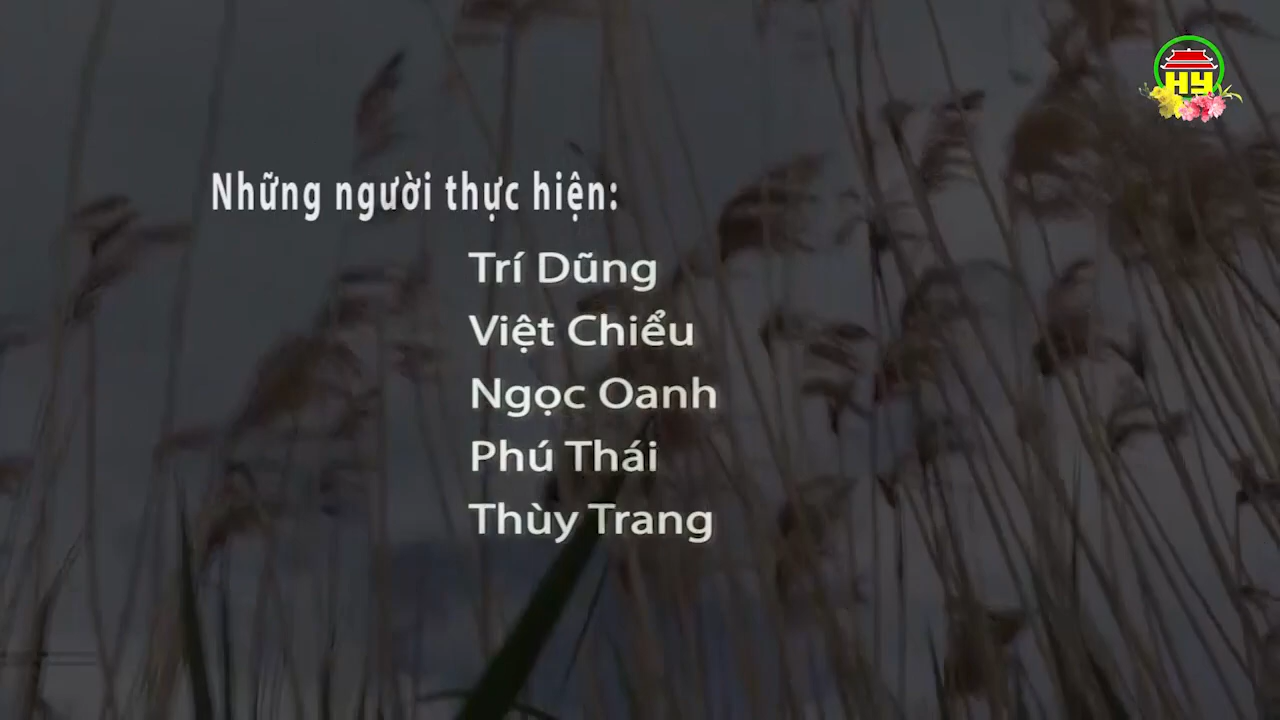 HY
Những người thực hiện:
Trí Dũng
Việt Chiểu
Ngọc Oanh
Phú Thái
Thùy Trang